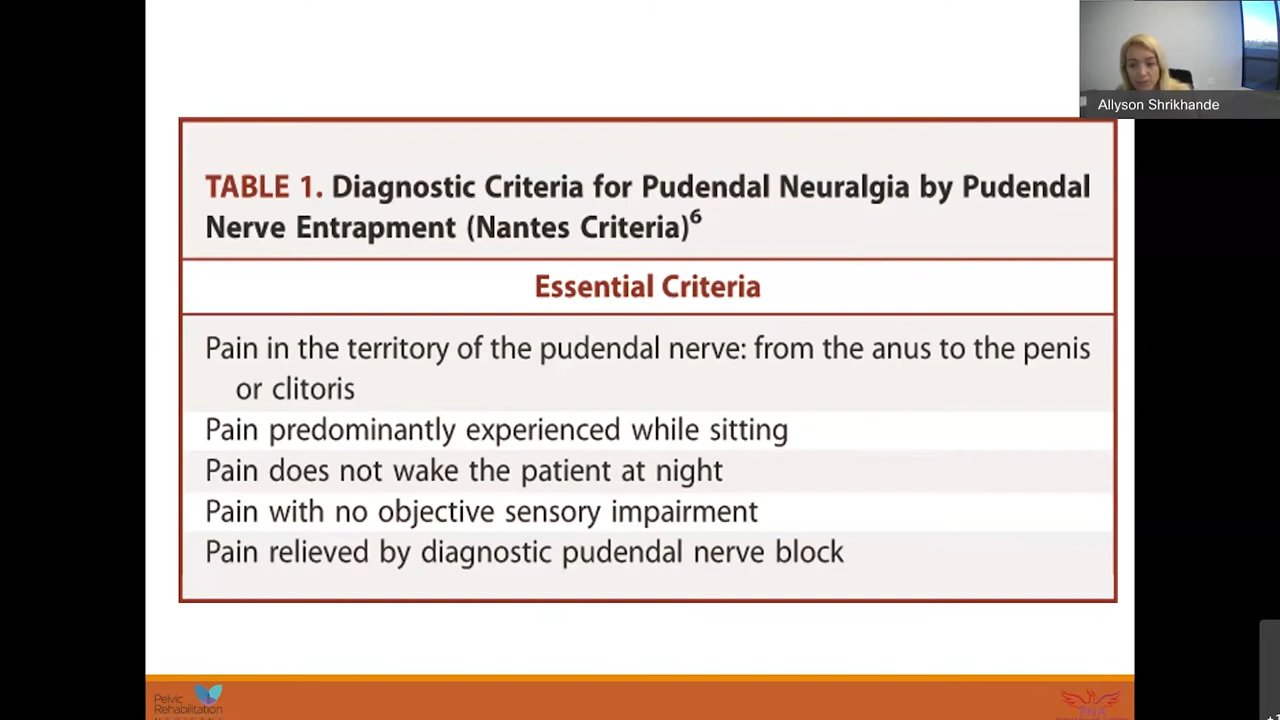 Allyson Shrikhande
TABLE 1. Diagnostic Criteria for Pudendal Neuralgia by Pudendal
Nerve Entrapment (Nantes Criteria)6
Essential Criteria
Pain in the territory of the pudendal nerve: from the anus to the penis
or clitoris
Pain predominantly experienced while sitting
Pain does not wake the patient at night
Pain with no objective sensory impairment
Pain relieved by diagnostic pudendal nerve block
Pelvic
Rehabilitation